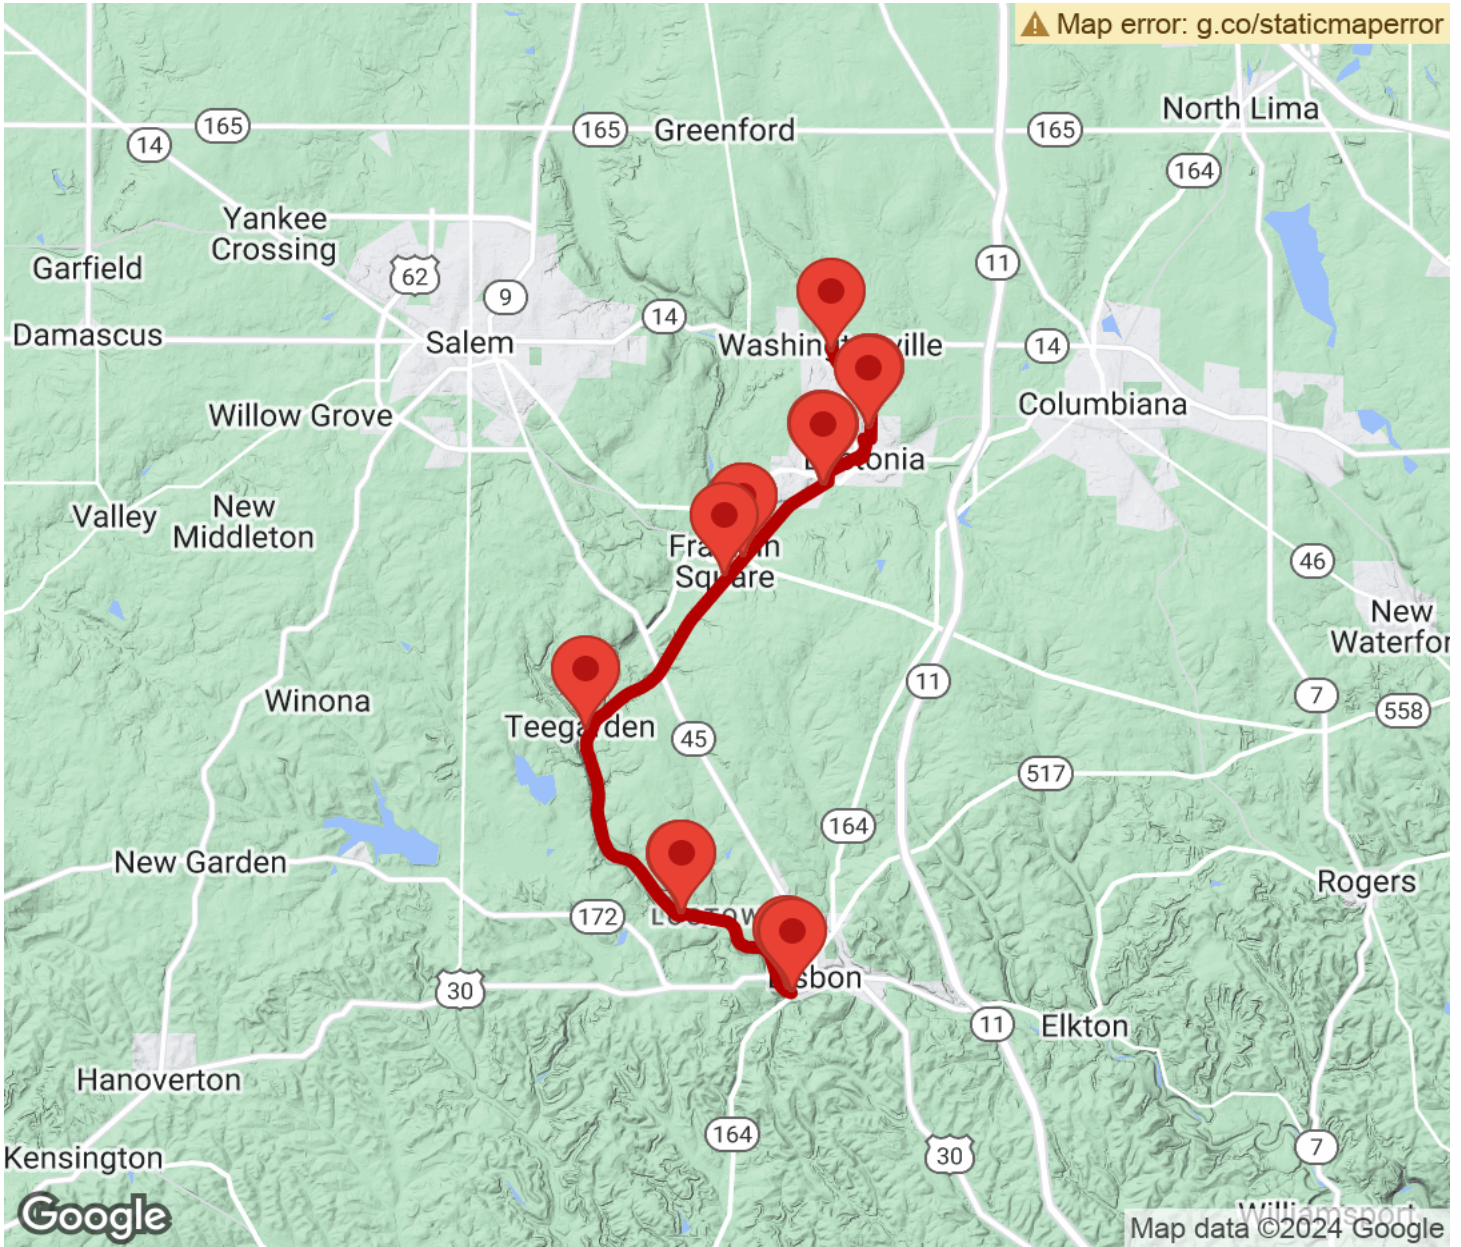 Map error: g.co/staticmaperror
North Lima
165
165
Greenford
165
14
164
Yankee
Crossing
Garfield
62
11
9
14
Damascus
Salem
14
Columbiana
Willow Grove
New
Middleton
Valley
Square
46
New
Winona
11
7
558
45
517
164
New Garden
Rogers
172
30
11
Elkton
Hanoverton
164
30
7
Kensington
Williamsport
Google
Map data ©2024 Google